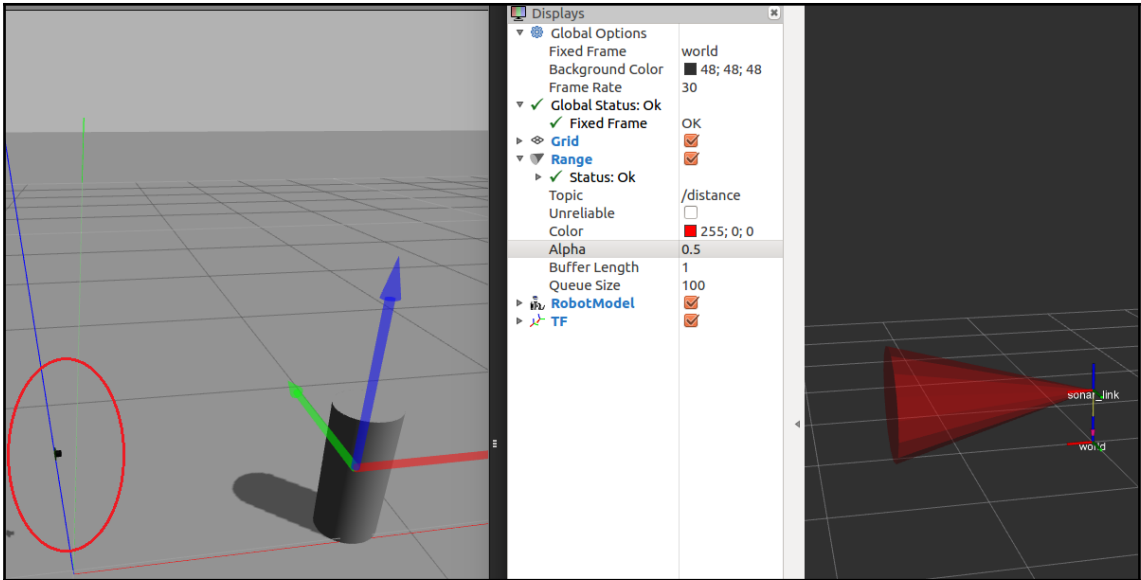 Displays
Global Options
Fixed Frame world
Background Color 48; 48; 48
Frame Rate 30
Global Status: Ok
Fixed Frame OK
Grid
Range
Status: Ok
Topic /distance
Unreliable
Color 255; 0; 0
Alpha 0.5
Buffer Length 1
Queue Size 100
RobotModel
TF
sonar_link
world